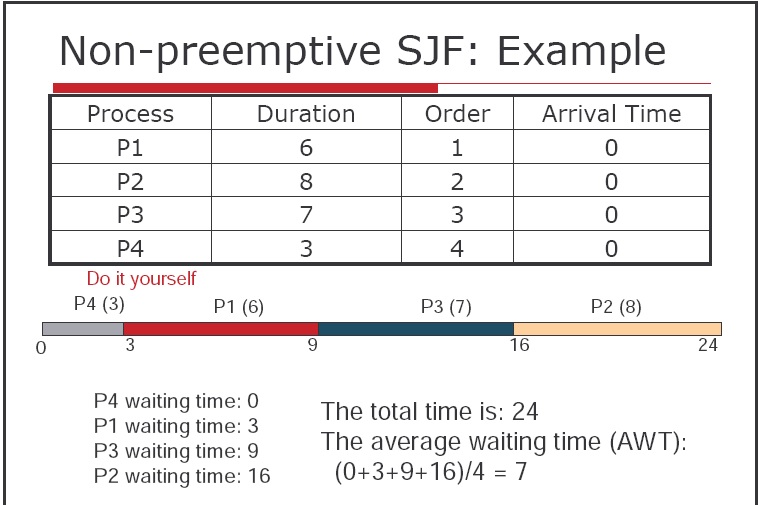 Non-preemptive SJF: Example
Process Duration Order Arrival Time
P1 6 1 0
P2 8 2 0
P3 7 3 0
P4 3 4 0
Do it yourself
P4 (3) P1 (6) P3 (7) P2 (8)
0 3 9 16 24
P4 waiting time: 0
P1 waiting time: 3
P3 waiting time: 9
P2 waiting time: 16
The total time is: 24
The average waiting time (AWT):
(0+3+9+16)/4 = 7